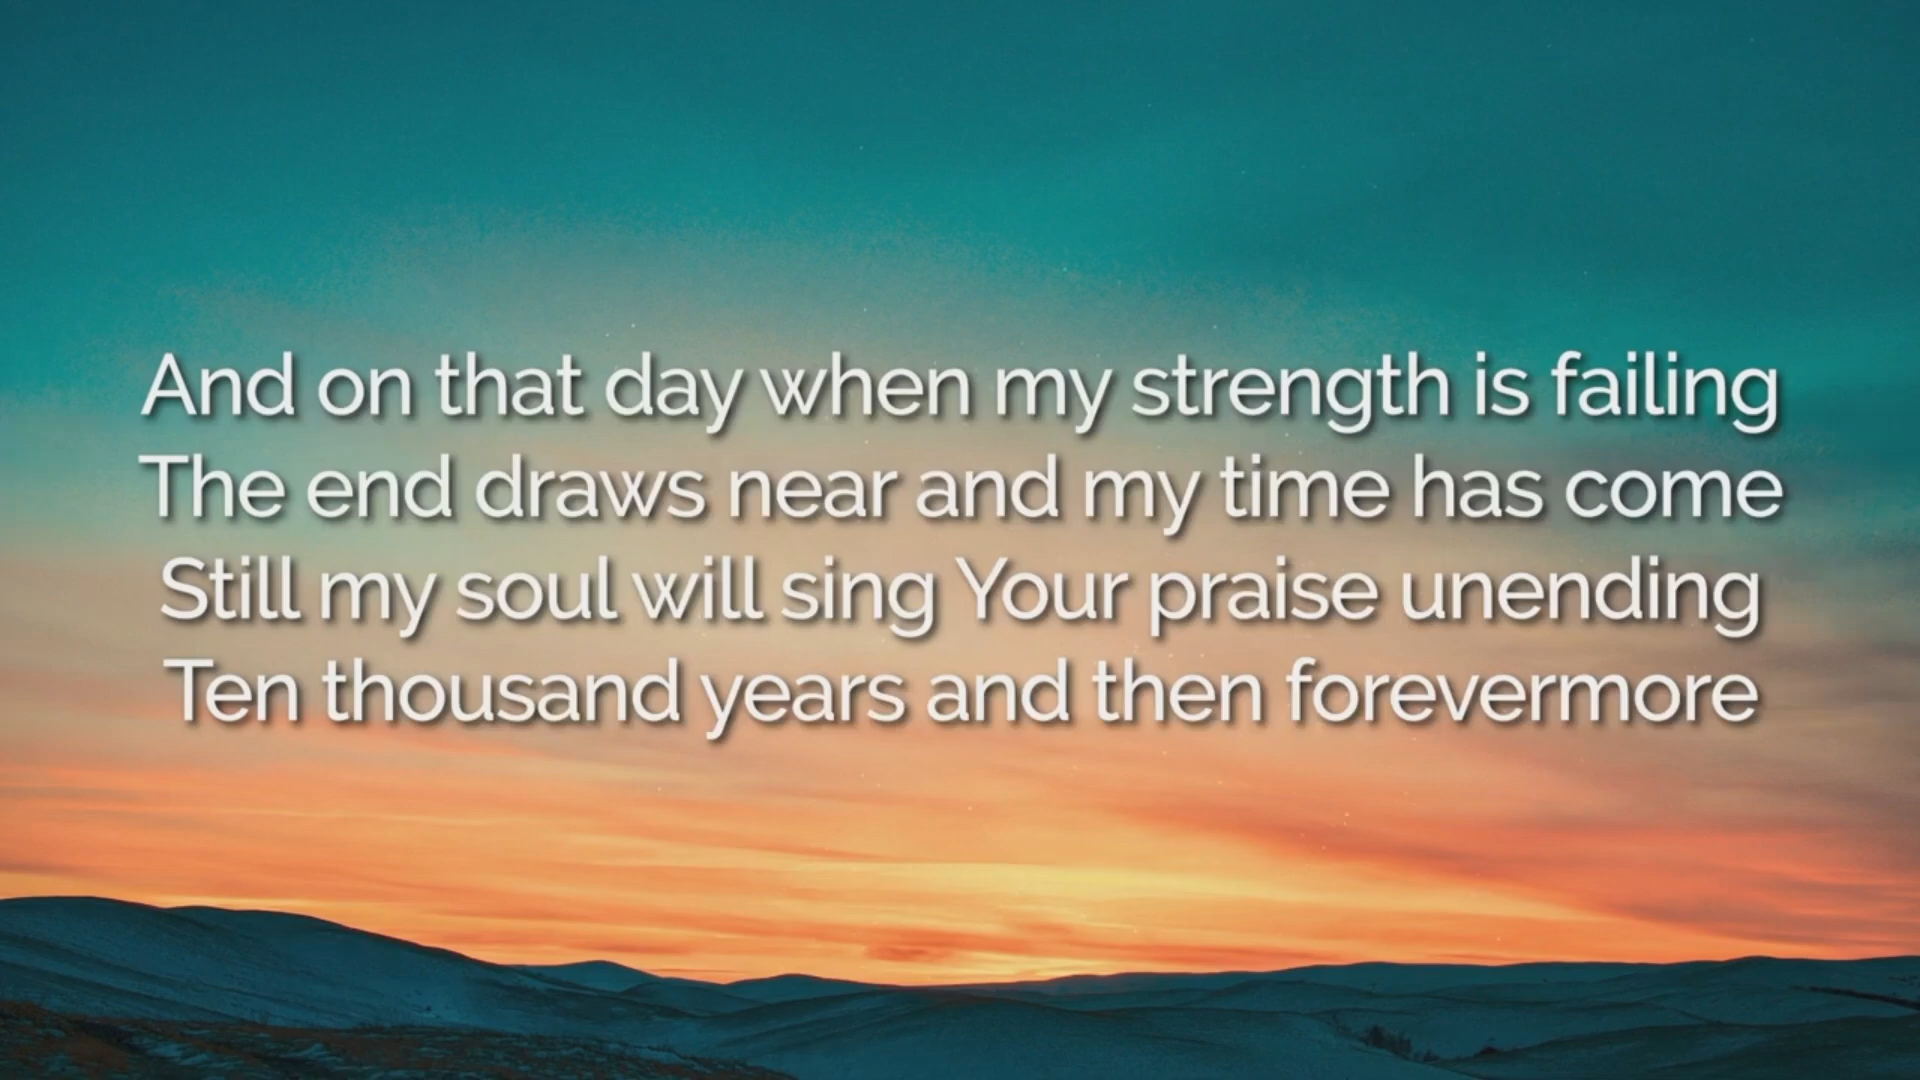 And on that day when my strength is failing
The end draws near and my time has come
Still my soul will sing Your praise unending
Ten thousand years and then forevermore